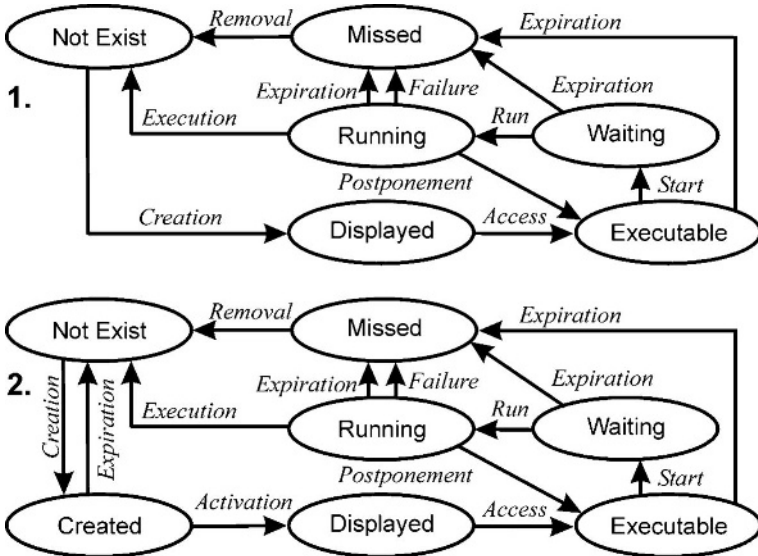 Not Exist Removal Missed Expiration
1.
Expiration Failure Expiration
Execution Running Run Waiting
Postponement Start
Creation Displayed Access Executable
Not Exist Removal Missed Expiration
2.
Creation Expiration Expiration Failure Expiration
Execution Running Run Waiting
Postponement Start
Created Activation Displayed Access Executable